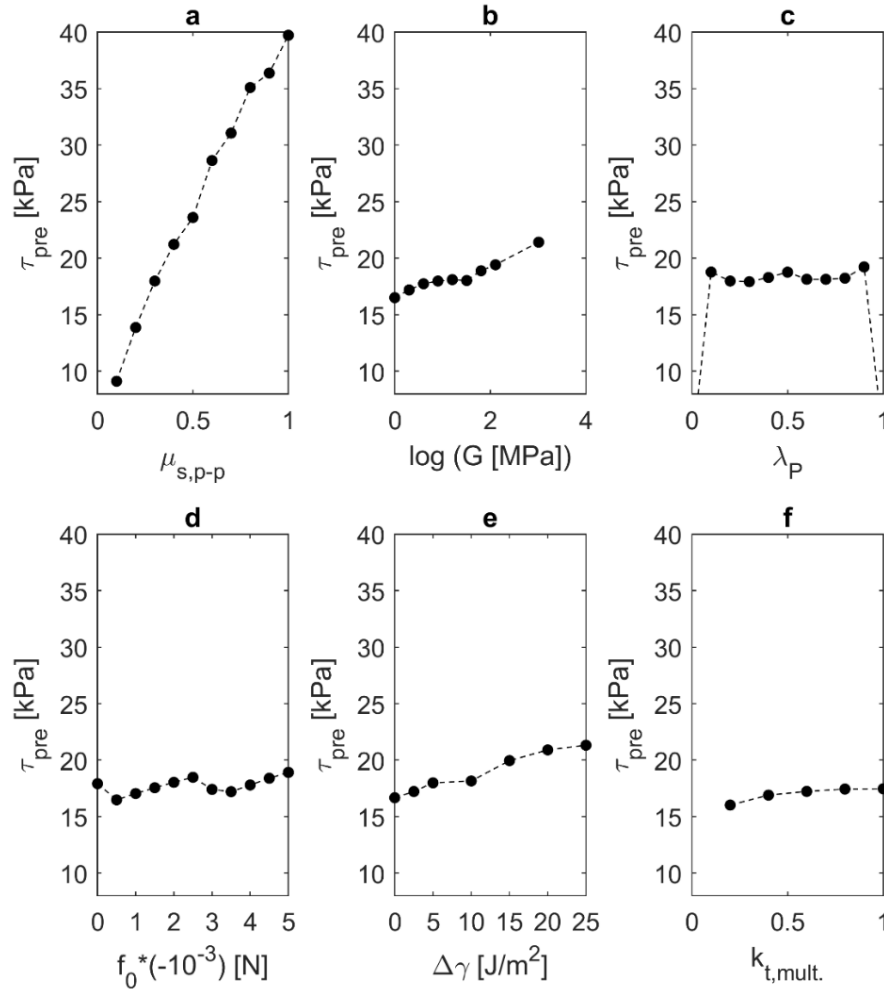 a b c
40 40 40
35 35 35
30 30 30
25 25 25
20 20 20
15 15 15
10 10 10
τpre [kPa] τpre [kPa] τpre [kPa]
0 0.5 1 0 2 4 0 0.5 1
μs,p-p log (G [MPa]) λP
d e f
40 40 40
35 35 35
30 30 30
25 25 25
20 20 20
15 15 15
10 10 10
τpre [kPa] τpre [kPa] τpre [kPa]
0 1 2 3 4 5 0 5 10 15 20 25 0 0.5 1
f0*(-10-3) [N] Δγ [J/m2] kt,mult.